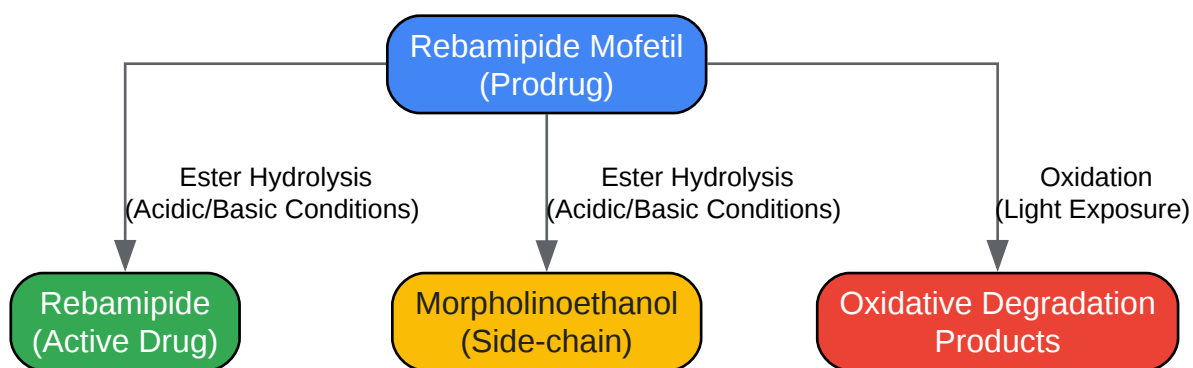 Rebamipide Mofetil
(Prodrug)
Ester Hydrolysis
(Acidic/Basic Conditions)
Ester Hydrolysis
(Acidic/Basic Conditions)
Oxidation
(Light Exposure)
Rebamipide
(Active Drug)
Morpholinoethanol
(Side-chain)
Oxidative Degradation
Products